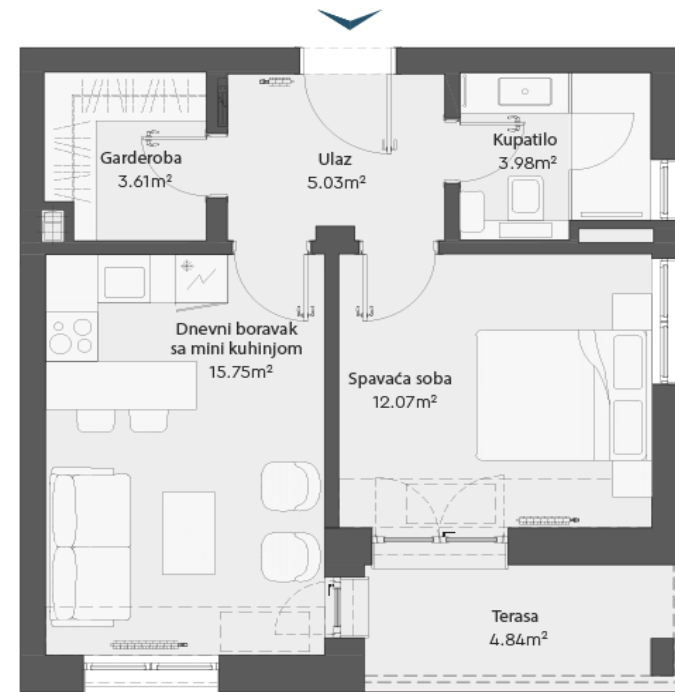 Garderoba
3.61m²
Ulaz
5.03m²
Kupatilo
3.98m²
Dnevni boravak
sa mini kuhinjom
15.75m²
Spavaća soba
12.07m²
Terasa
4.84m²